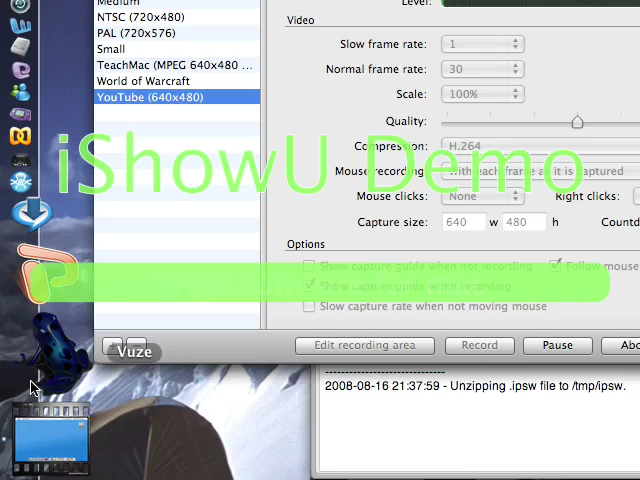 Medium
NTSC (720x480)
PAL (720x576)
Small
TeachMac (MPEG 640x480 ...
World of Warcraft
YouTube (640x480)
Level:
Video
Slow frame rate: 1
Normal frame rate: 30
Scale: 100%
Quality:
Compression: H.264
Mouse recording: With each frame as it is captured
Mouse clicks: None Right clicks:
Capture size: 640 w 480 h
Options
Show capture guide when not recording Follow mouse
Show capture guide when recording
Slow capture rate when not moving mouse
Edit recording area Record Pause
iShowU Demo
Vuze
2008-08-16 21:37:59 - Unzipping .ipsw file to /tmp/ipsw.